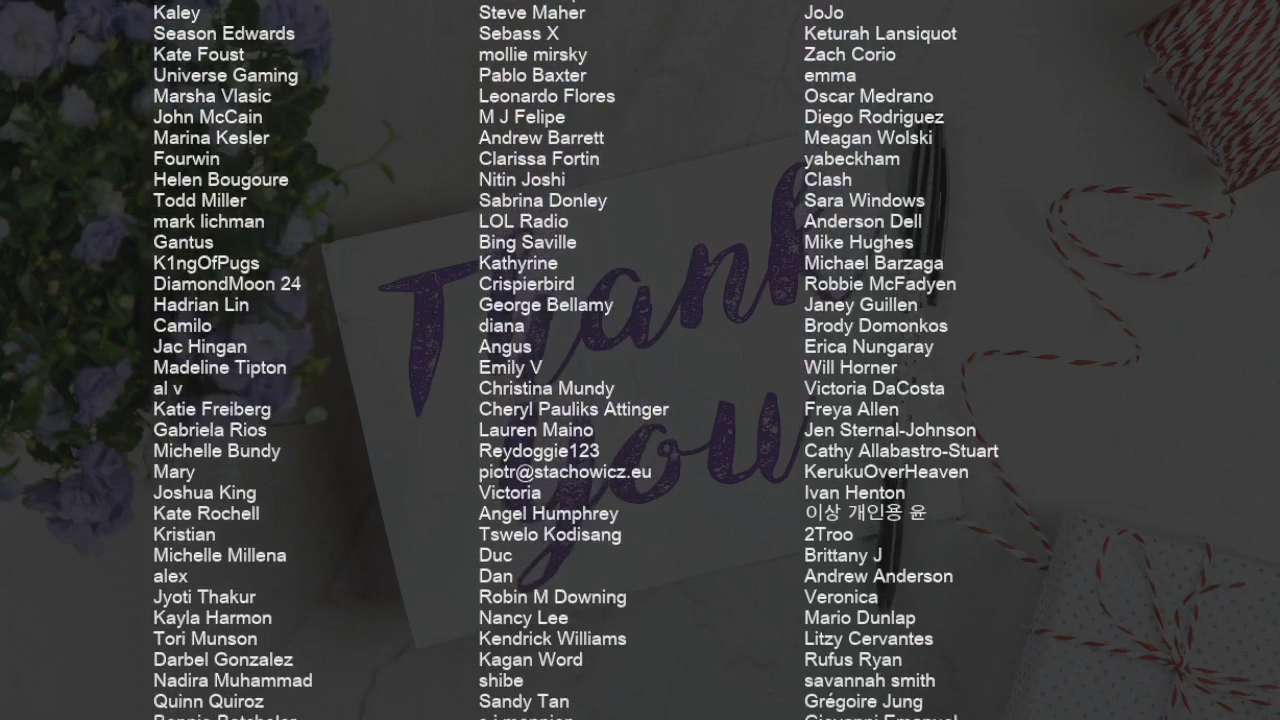 Kaley
Season Edwards
Kate Foust
Universe Gaming
Marsha Vlasic
John McCain
Marina Kesler
Fourwin
Helen Bougoure
Todd Miller
mark lichman
Gantus
K1ngOfPugs
DiamondMoon 24
Hadrian Lin
Camilo
Jac Hingan
Madeline Tipton
al v
Katie Freiberg
Gabriela Rios
Michelle Bundy
Mary
Joshua King
Kate Rochell
Kristian
Michelle Millena
alex
Jyoti Thakur
Kayla Harmon
Tori Munson
Darbel Gonzalez
Nadira Muhammad
Quinn Quiroz
Steve Maher
Sebass X
mollie mirsky
Pablo Baxter
Leonardo Flores
M J Felipe
Andrew Barrett
Clarissa Fortin
Nitin Joshi
Sabrina Donley
LOL Radio
Bing Saville
Kathyrine
Crispierbird
George Bellamy
diana
Angus
Emily V
Christina Mundy
Cheryl Pauliks Attinger
Lauren Maino
Reydoggie123
piotr@stachowicz.eu
Victoria
Angel Humphrey
Tswelo Kodisang
Duc
Dan
Robin M Downing
Nancy Lee
Kendrick Williams
Kagan Word
shibe
Sandy Tan
JoJo
Keturah Lansiquot
Zach Corio
emma
Oscar Medrano
Diego Rodriguez
Meagan Wolski
yabeckham
Clash
Sara Windows
Anderson Dell
Mike Hughes
Michael Barzaga
Robbie McFadyen
Janey Guillen
Brody Domonkos
Erica Nungaray
Will Horner
Victoria DaCosta
Freya Allen
Jen Sternal-Johnson
Cathy Allabastro-Stuart
KerukuOverHeaven
Ivan Henton
이상 개인용 윤
2Troo
Brittany J
Andrew Anderson
Veronica
Mario Dunlap
Litzy Cervantes
Rufus Ryan
savannah smith
Grégoire Jung
Thank
you